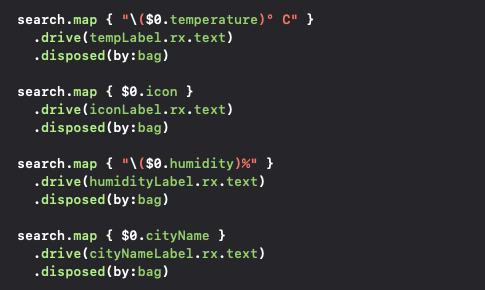 search.map { "\($0.temperature)° C" }
  .drive(tempLabel.rx.text)
  .disposed(by:bag)

search.map { $0.icon }
  .drive(iconLabel.rx.text)
  .disposed(by:bag)

search.map { "\($0.humidity)%" }
  .drive(humidityLabel.rx.text)
  .disposed(by:bag)

search.map { $0.cityName }
  .drive(cityNameLabel.rx.text)
  .disposed(by:bag)